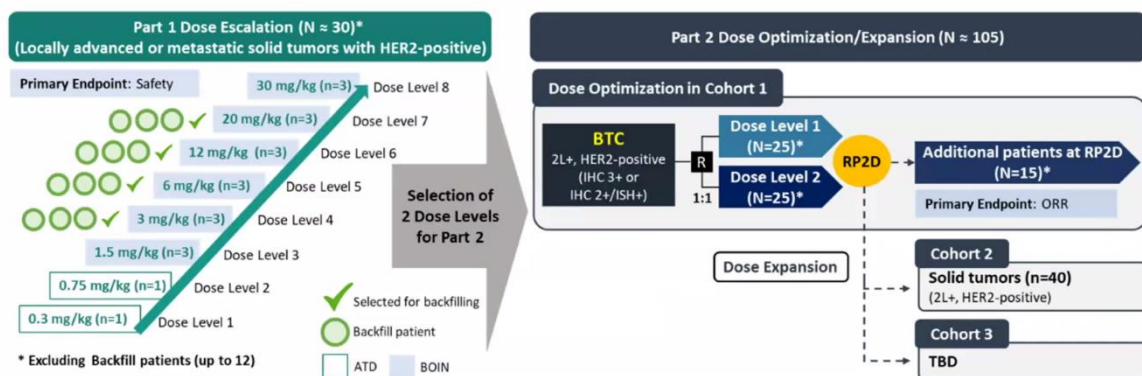 Part 1 Dose Escalation (N ≈ 30)*
(Locally advanced or metastatic solid tumors with HER2-positive)
Primary Endpoint: Safety
30 mg/kg (n=3)
Dose Level 8
20 mg/kg (n=3)
Dose Level 7
12 mg/kg (n=3)
Dose Level 6
6 mg/kg (n=3)
Dose Level 5
3 mg/kg (n=3)
Dose Level 4
1.5 mg/kg (n=3)
Dose Level 3
0.75 mg/kg (n=1)
Dose Level 2
0.3 mg/kg (n=1)
Dose Level 1
Selected for backfilling
Backfill patient
ATD
BOIN
* Excluding Backfill patients (up to 12)
Selection of
2 Dose Levels
for Part 2
Part 2 Dose Optimization/Expansion (N ≈ 105)
Dose Optimization in Cohort 1
BTC
2L+, HER2-positive
(IHC 3+ or
IHC 2+/ISH+)
R
1:1
Dose Level 1
(N=25)*
Dose Level 2
(N=25)*
RP2D
Additional patients at RP2D
(N=15)*
Primary Endpoint: ORR
Dose Expansion
Cohort 2
Solid tumors (n=40)
(2L+, HER2-positive)
Cohort 3
TBD